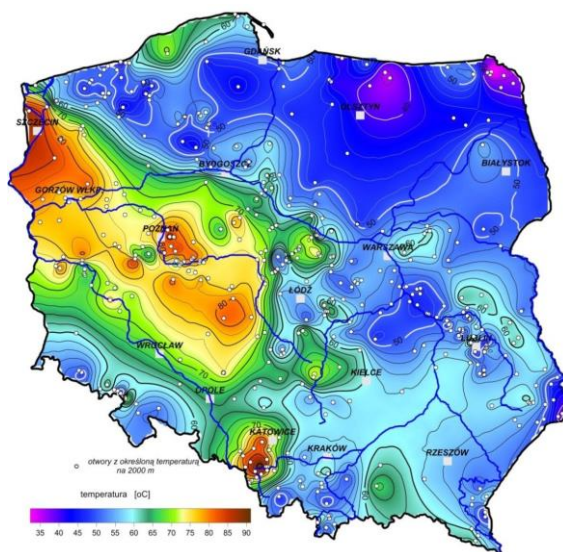 GDAŃSK
OLSZTYN
SZCZECIN
BYDGOSZCZ
BIAŁYSTOK
GORZÓW WLKP.
POZNAŃ
WARSZAWA
ŁÓDŹ
WROCŁAW
LUBLIN
KIELCE
OPOLE
KATOWICE
KRAKÓW
RZESZÓW
otwory z określoną temperaturą
na 2000 m
temperatura [oC]
35 40 45 50 55 60 65 70 75 80 85 90